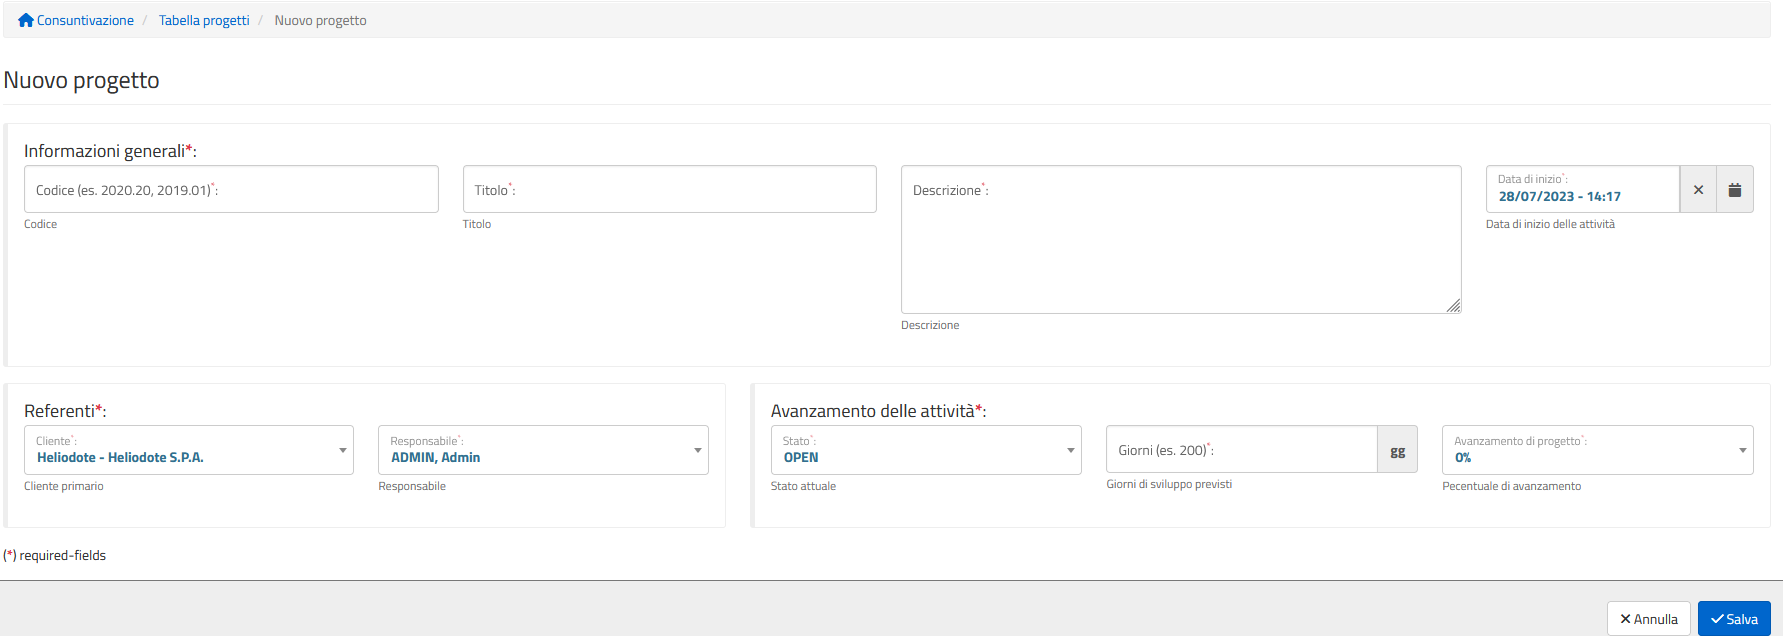 Consuntivazione / Tabella progetti / Nuovo progetto
Nuovo progetto
Informazioni generali*:
Codice (es. 2020.20, 2019.01)*:
Codice
Titolo*:
Titolo
Descrizione*:
Descrizione
Data di inizio*:
28/07/2023 - 14:17
Data di inizio delle attività
Referenti*:
Cliente*:
Heliodote - Heliodote S.P.A.
Cliente primario
Responsabile*:
ADMIN, Admin
Responsabile
Avanzamento delle attività*:
Stato*:
OPEN
Stato attuale
Giorni (es. 200)*:
gg
Giorni di sviluppo previsti
Avanzamento di progetto*:
0%
Pecentuale di avanzamento
(*) required-fields
Annulla
Salva